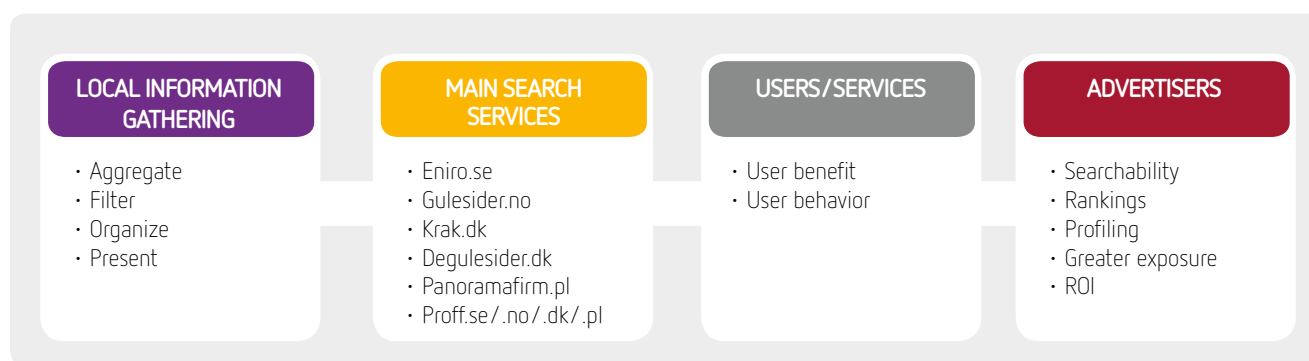 LOCAL INFORMATION
GATHERING
· Aggregate
· Filter
· Organize
· Present
MAIN SEARCH
SERVICES
· Eniro.se
· Gulesider.no
· Krak.dk
· Degulesider.dk
· Panoramafirm.pl
· Proff.se/.no/.dk/.pl
USERS/SERVICES
· User benefit
· User behavior
ADVERTISERS
· Searchability
· Rankings
· Profiling
· Greater exposure
· ROI